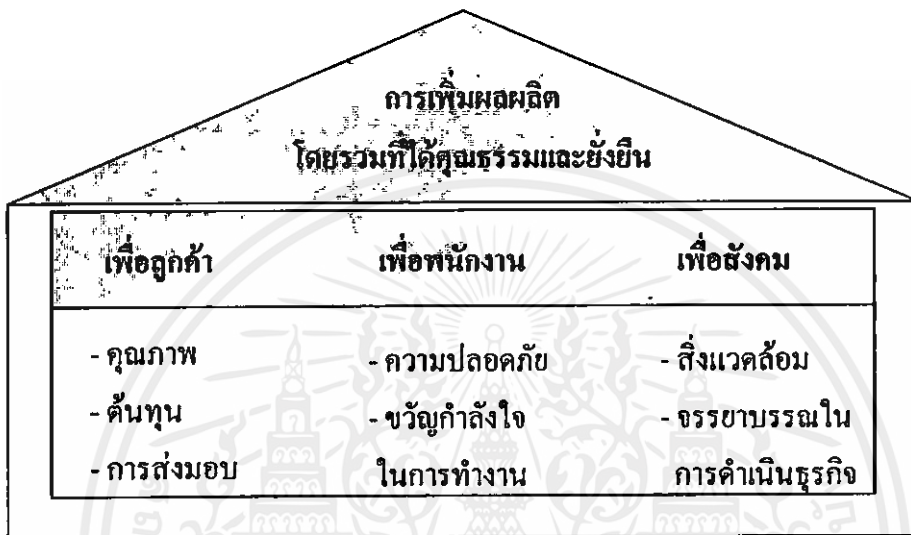 การเพิ่มผลผลิต
โดยรวมที่ได้คุณธรรมและยั่งยืน
เพื่อลูกค้า เพื่อพนักงาน เพื่อสังคม
- คุณภาพ - ความปลอดภัย - สิ่งแวดล้อม
- ต้นทุน - ขวัญกำลังใจ - จรรยาบรรณใน
- การส่งมอบ ในการทำงาน การดำเนินธุรกิจ